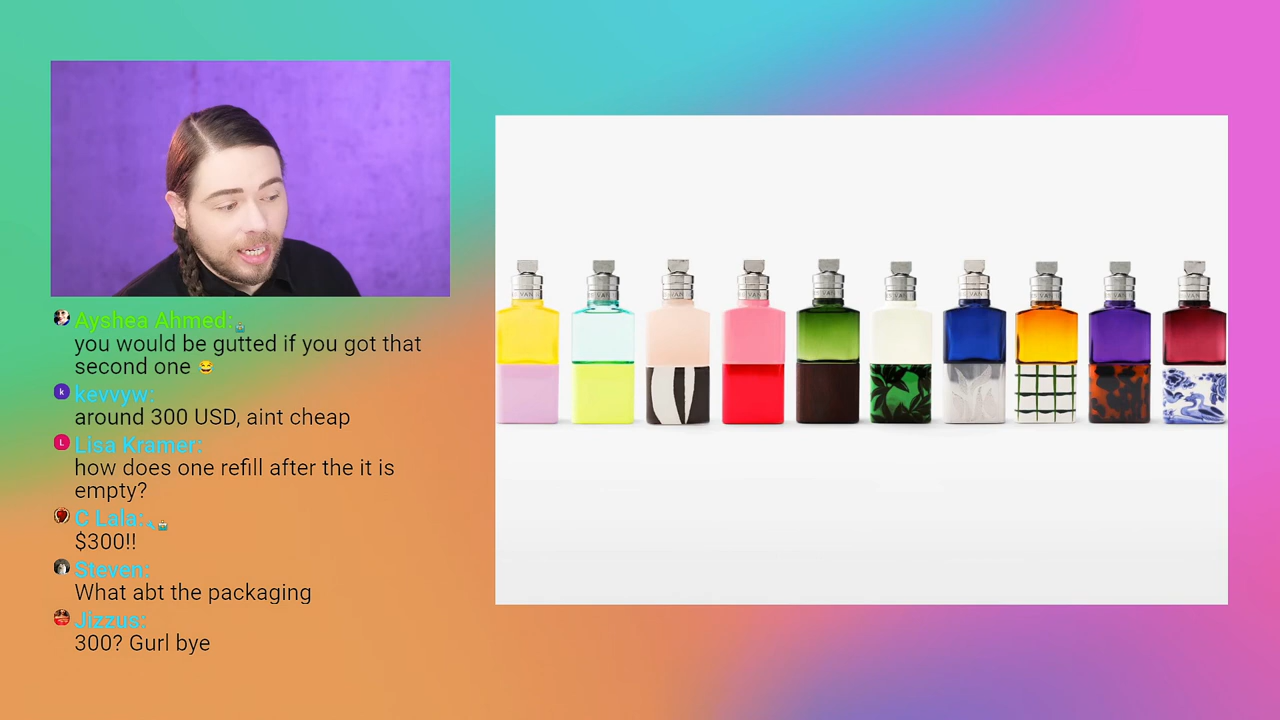 Ayshea Ahmed:
you would be gutted if you got that
second one
kevvyw:
around 300 USD, aint cheap
Lisa Kramer:
how does one refill after the it is
empty?
C Lala:
$300!!
Steven:
What abt the packaging
Jizzus:
300? Gurl bye